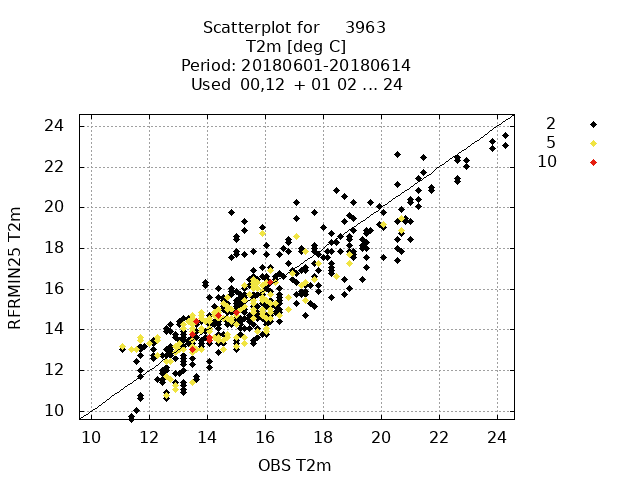 Scatterplot for 3963
T2m [deg C]
Period: 20180601-20180614
Used 00,12 + 01 02 ... 24
2
5
10
24
22
20
18
16
14
12
10
RFRMIN25 T2m
10 12 14 16 18 20 22 24
OBS T2m